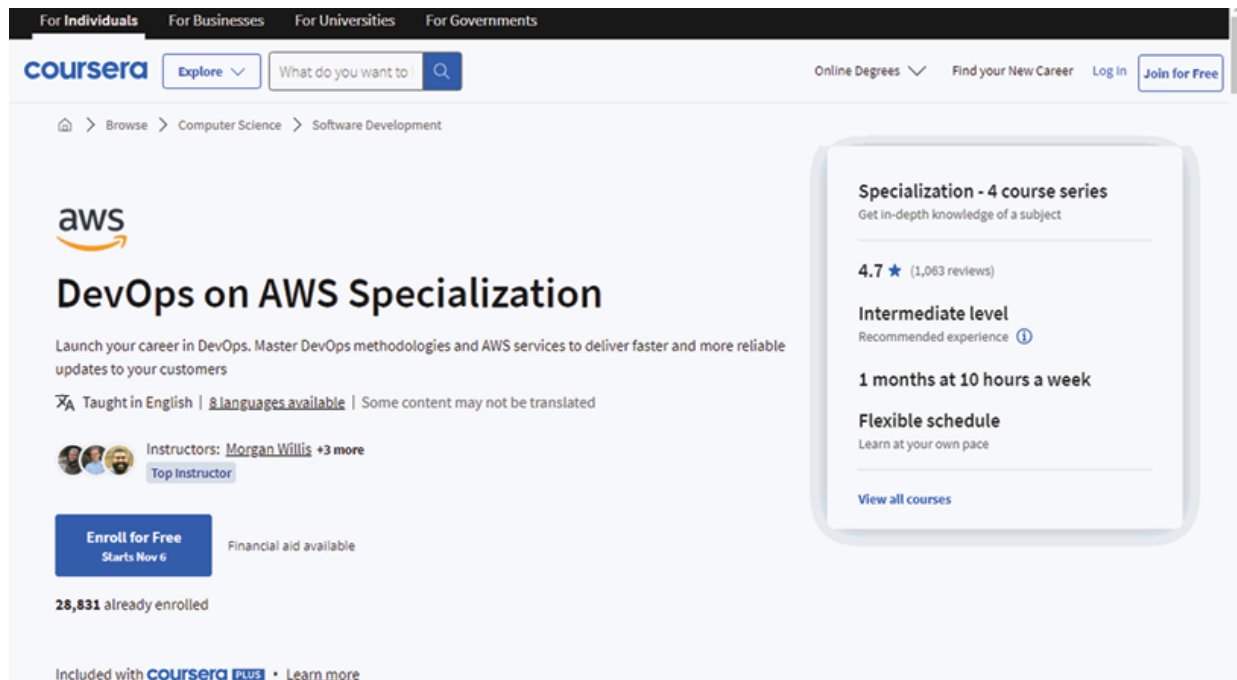 For Individuals For Businesses For Universities For Governments
coursera Explore What do you want to Online Degrees Find your New Career Log In Join for Free
Browse Computer Science Software Development
aws
DevOps on AWS Specialization
Launch your career in DevOps. Master DevOps methodologies and AWS services to deliver faster and more reliable
updates to your customers
Taught in English | 8 languages available | Some content may not be translated
Instructors: Morgan Willis +3 more
Top Instructor
Enroll for Free
Starts Nov 6
Financial aid available
28,831 already enrolled
Included with coursera PLUS • Learn more
Specialization - 4 course series
Get in-depth knowledge of a subject
4.7 ★ (1,063 reviews)
Intermediate level
Recommended experience
1 months at 10 hours a week
Flexible schedule
Learn at your own pace
View all courses